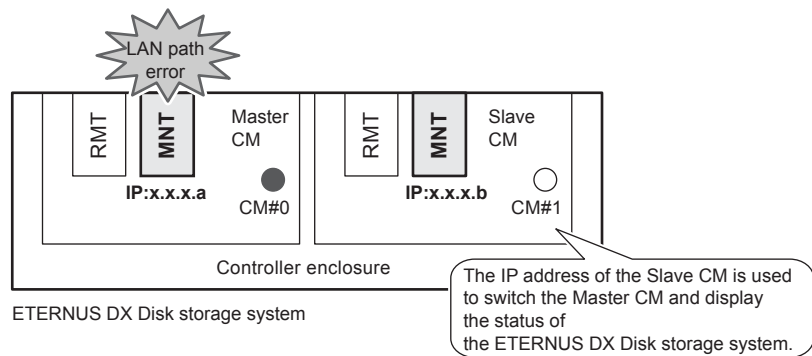 LAN path
error
RMT
MNT
Master
CM
IP:x.x.x.a
CM#0
RMT
MNT
Slave
CM
IP:x.x.x.b
CM#1
Controller enclosure
ETERNUS DX Disk storage system
The IP address of the Slave CM is used
to switch the Master CM and display
the status of
the ETERNUS DX Disk storage system.